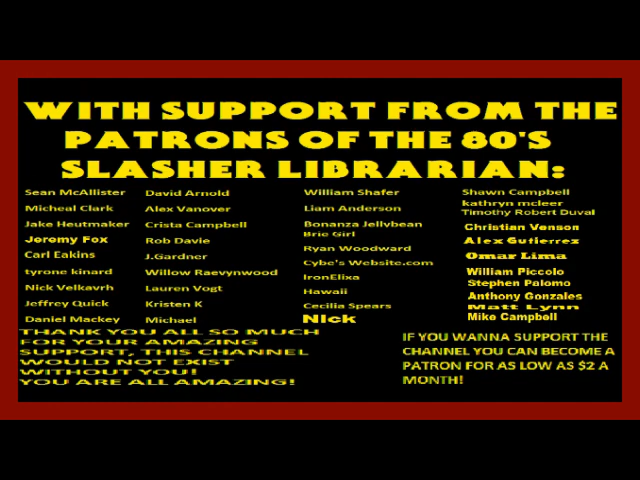 WITH SUPPORT FROM THE
PATRONS OF THE 80'S
SLASHER LIBRARIAN:
Sean McAllister
Micheal Clark
Jake Heutmaker
Jeremy Fox
Carl Eakins
tyrone kinard
Nick Velkavrh
Jeffrey Quick
Daniel Mackey
David Arnold
Alex Vanover
Crista Campbell
Rob Davie
J.Gardner
Willow Raevynwood
Lauren Vogt
Kristen K
Michael
William Shafer
Liam Anderson
Bonanza Jellybean
Brie Girl
Ryan Woodward
Cybe's Website.com
IronElixa
Hawaii
Cecilia Spears
Nick
Shawn Campbell
kathryn mcleer
Timothy Robert Duval
Christian Venson
Alex Gutierrez
Omar Lima
William Piccolo
Stephen Palomo
Anthony Gonzales
Matt Lynn
Mike Campbell
THANK YOU ALL SO MUCH
FOR YOUR AMAZING
SUPPORT, THIS CHANNEL
WOULD NOT EXIST
WITHOUT YOU!
YOU ARE ALL AMAZING!
IF YOU WANNA SUPPORT THE
CHANNEL YOU CAN BECOME A
PATRON FOR AS LOW AS $2 A
MONTH!